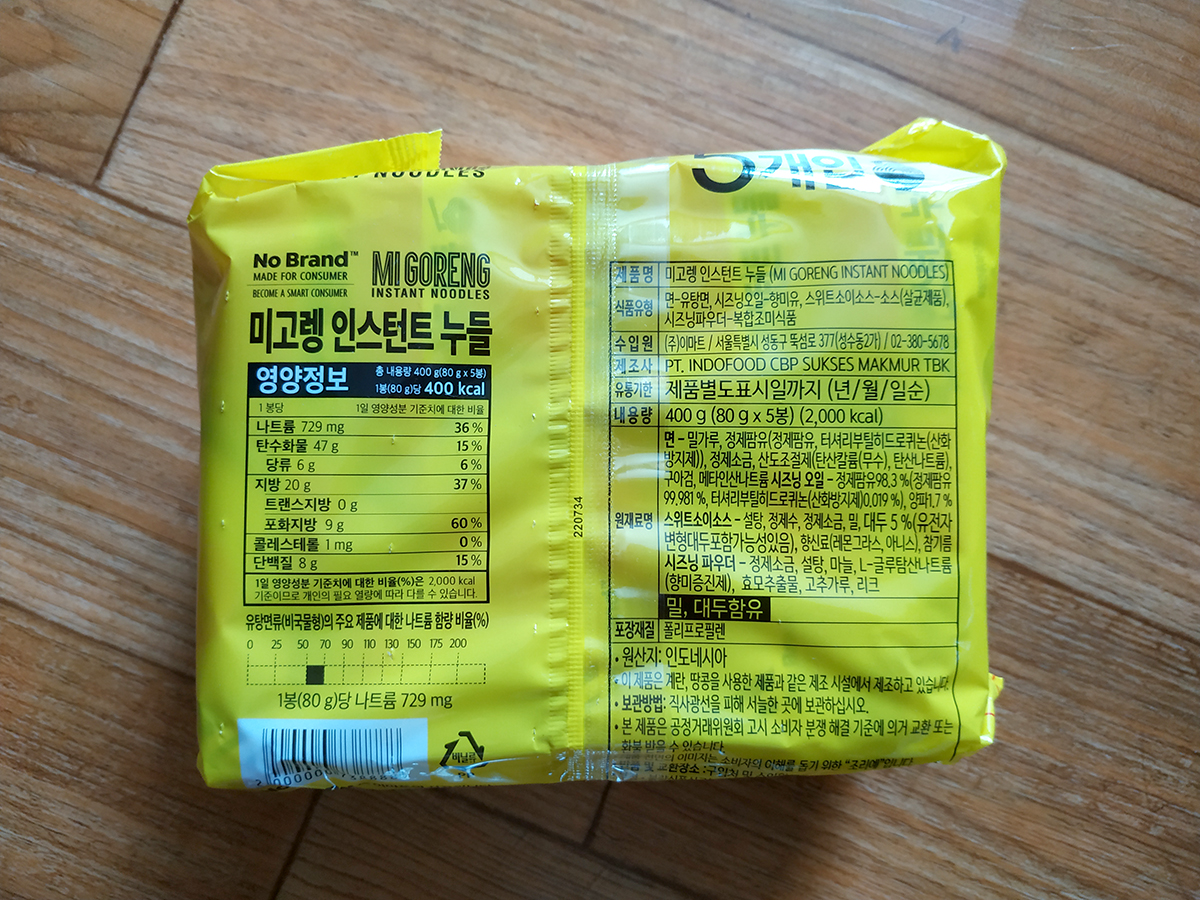 NOODLES
5개입
No Brand™
MADE FOR CONSUMER
BECOME A SMART CONSUMER
MI GORENG
INSTANT NOODLES
미고렝 인스턴트 누들
영양정보
총 내용량 400 g(80 g x 5봉)
1봉(80 g)당 400 kcal
1 봉당 1일 영양성분 기준치에 대한 비율
나트륨 729 mg 36 %
탄수화물 47 g 15 %
당류 6 g 6 %
지방 20 g 37 %
트랜스지방 0 g
포화지방 9 g 60 %
콜레스테롤 1 mg 0 %
단백질 8 g 15 %
1일 영양성분 기준치에 대한 비율(%)은 2,000 kcal
기준이므로 개인의 필요 열량에 따라 다를 수 있습니다.
유탕면류(비국물형)의 주요 제품에 대한 나트륨 함량 비율(%)
0 25 50 70 90 110 130 150 175 200
1봉(80 g)당 나트륨 729 mg
비닐류
220734
제품명 미고렝 인스턴트 누들 (MI GORENG INSTANT NOODLES)
식품유형 면-유탕면, 시즈닝오일-향미유, 스위트소이소스-소스(살균제품),
시즈닝파우더-복합조미식품
수입원 (주)이마트 / 서울특별시 성동구 뚝섬로 377(성수동2가) / 02-380-5678
제조사 PT. INDOFOOD CBP SUKSES MAKMUR TBK
유통기한 제품별도표시일까지 (년/월/일순)
내용량 400 g (80 g x 5봉) (2,000 kcal)
원재료명 면 – 밀가루, 정제팜유(정제팜유, 터셔리부틸히드로퀴논(산화
방지제)), 정제소금, 산도조절제(탄산칼륨(무수), 탄산나트륨),
구아검, 메타인산나트륨 시즈닝 오일 – 정제팜유98.3 %(정제팜유
99.981 %, 터셔리부틸히드로퀴논(산화방지제)0.019 %), 양파1.7 %
스위트소이소스 – 설탕, 정제수, 정제소금, 밀, 대두 5 %(유전자
변형대두포함가능성있음), 향신료(레몬그라스, 아니스), 참기름
시즈닝 파우더 – 정제소금, 설탕, 마늘, L-글루탐산나트륨
(향미증진제), 효모추출물, 고추가루, 리크
밀, 대두함유
포장재질 폴리프로필렌
• 원산지: 인도네시아
• 이 제품은 계란, 땅콩을 사용한 제품과 같은 제조 시설에서 제조하고 있습니다.
• 보관방법: 직사광선을 피해 서늘한 곳에 보관하십시오.
• 본 제품은 공정거래위원회 고시 소비자 분쟁 해결 기준에 의거 교환 또는
환불 받을 수 있습니다.
이미지는 소비자의 이해를 돕기 위한 "조리예"입니다.